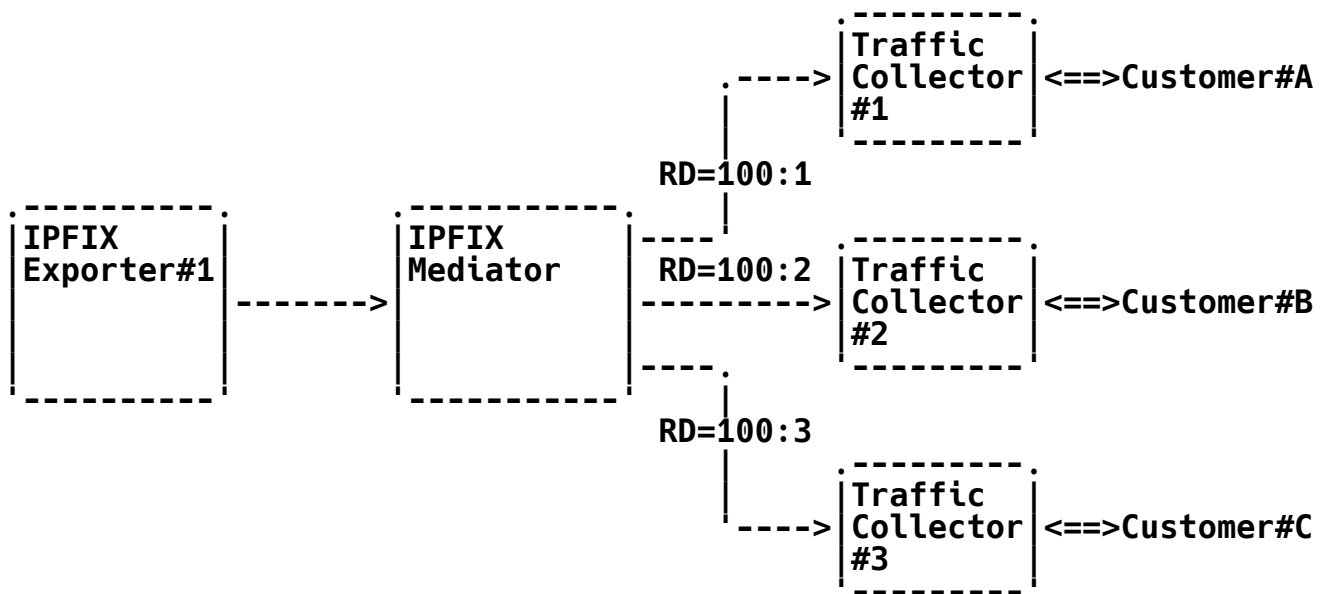 Traffic
Collector<==>Customer#A
#1
RD=100:1
IPFIX
Exporter#1
IPFIX
Mediator
RD=100:2
Traffic
Collector<==>Customer#B
#2
RD=100:3
Traffic
Collector<==>Customer#C
#3